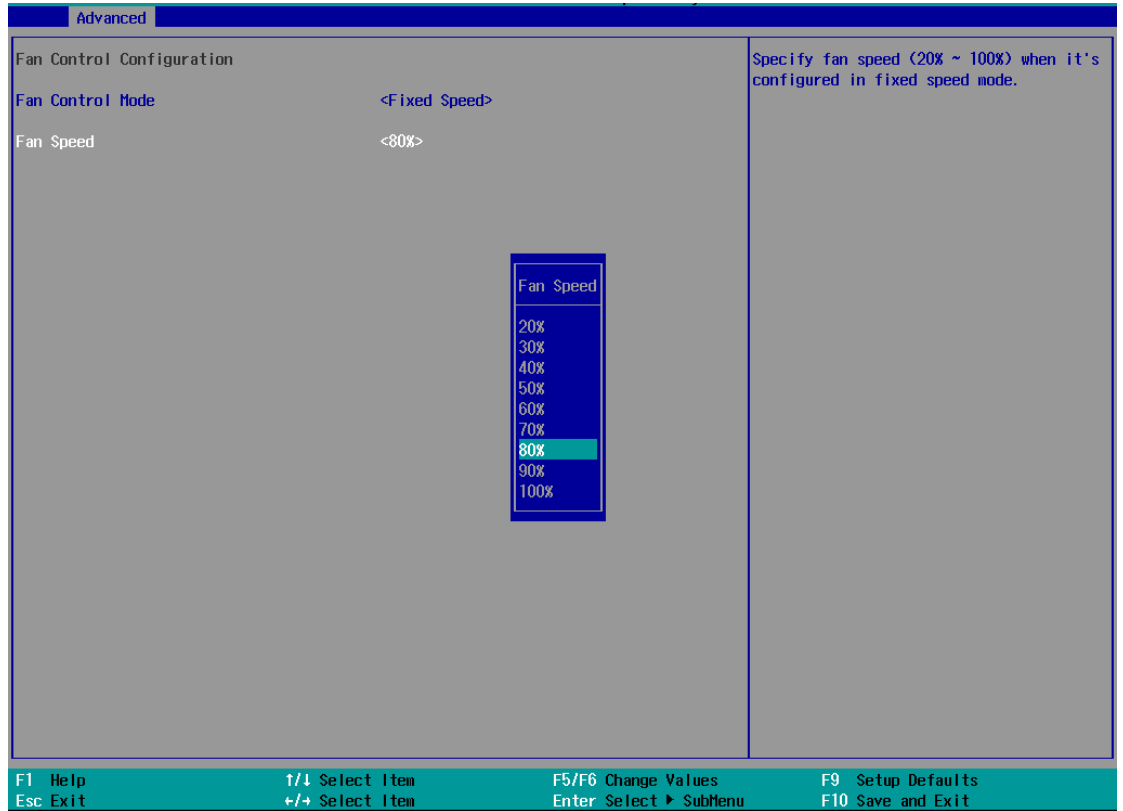 Advanced
Fan Control Configuration
Fan Control Mode <Fixed Speed>
Fan Speed <80%>
Specify fan speed (20% ~ 100%) when it's
configured in fixed speed mode.
Fan Speed
20%
30%
40%
50%
60%
70%
80%
90%
100%
F1 Help ↑/↓ Select Item F5/F6 Change Values F9 Setup Defaults
Esc Exit ←/→ Select Item Enter Select ▶ SubMenu F10 Save and Exit